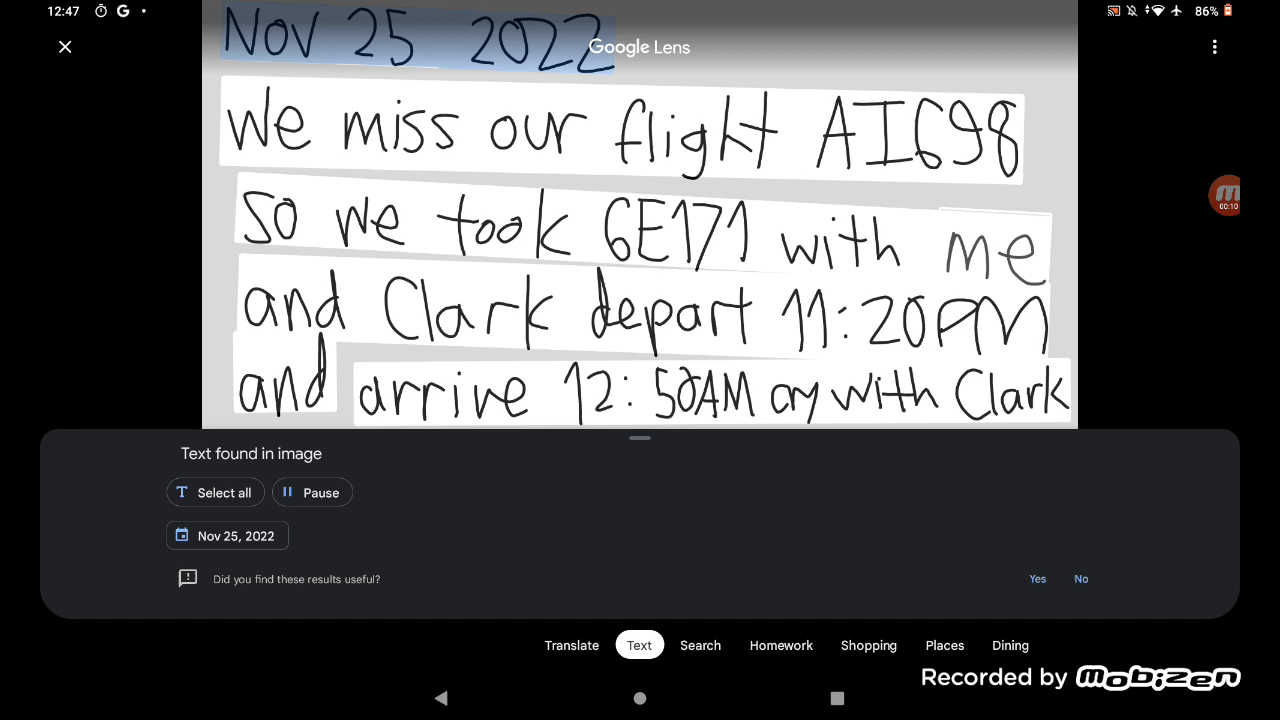 12:47 G
86%
Google Lens
Nov 25 2022
We miss our flight AI698
so we took 6E171 with me
and Clark depart 11:20PM
and arrive 12:50AM cry with Clark
00:10
Text found in image
Select all
Pause
Nov 25, 2022
Did you find these results useful?
Yes
No
Translate Text Search Homework Shopping Places Dining
Recorded by mobizen